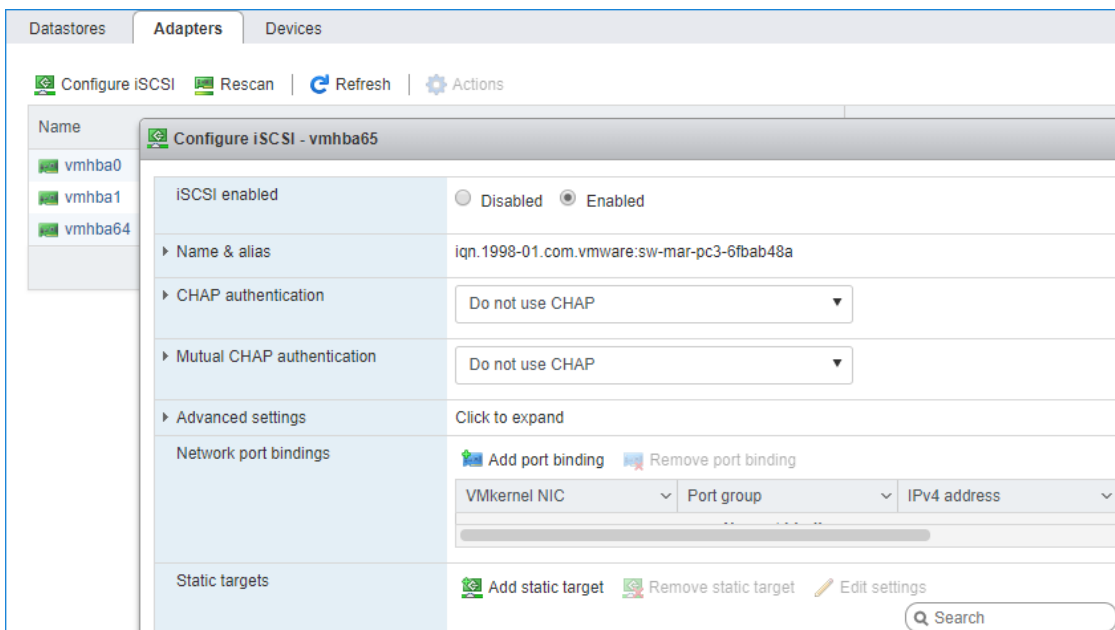 Datastores Adapters Devices
Configure iSCSI Rescan Refresh Actions
Name
Configure iSCSI - vmhba65
vmhba0
vmhba1
vmhba64
iSCSI enabled Disabled Enabled
Name & alias iqn.1998-01.com.vmware:sw-mar-pc3-6fbab48a
CHAP authentication Do not use CHAP
Mutual CHAP authentication Do not use CHAP
Advanced settings Click to expand
Network port bindings Add port binding Remove port binding
VMkernel NIC Port group IPv4 address
Static targets Add static target Remove static target Edit settings
Search